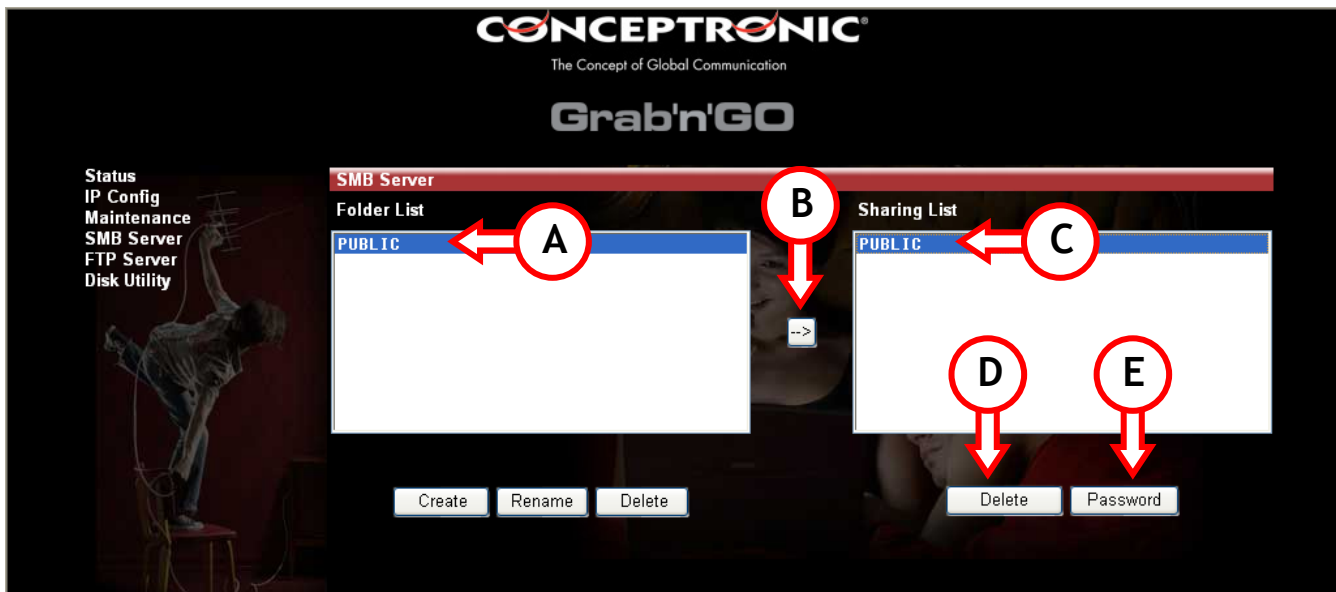 CONCEPTRONIC®
The Concept of Global Communication
Grab'n'GO
Status
IP Config
Maintenance
SMB Server
FTP Server
Disk Utility
SMB Server
Folder List
B
Sharing List
PUBLIC
A
PUBLIC
C
-->
D
E
Create
Rename
Delete
Delete
Password